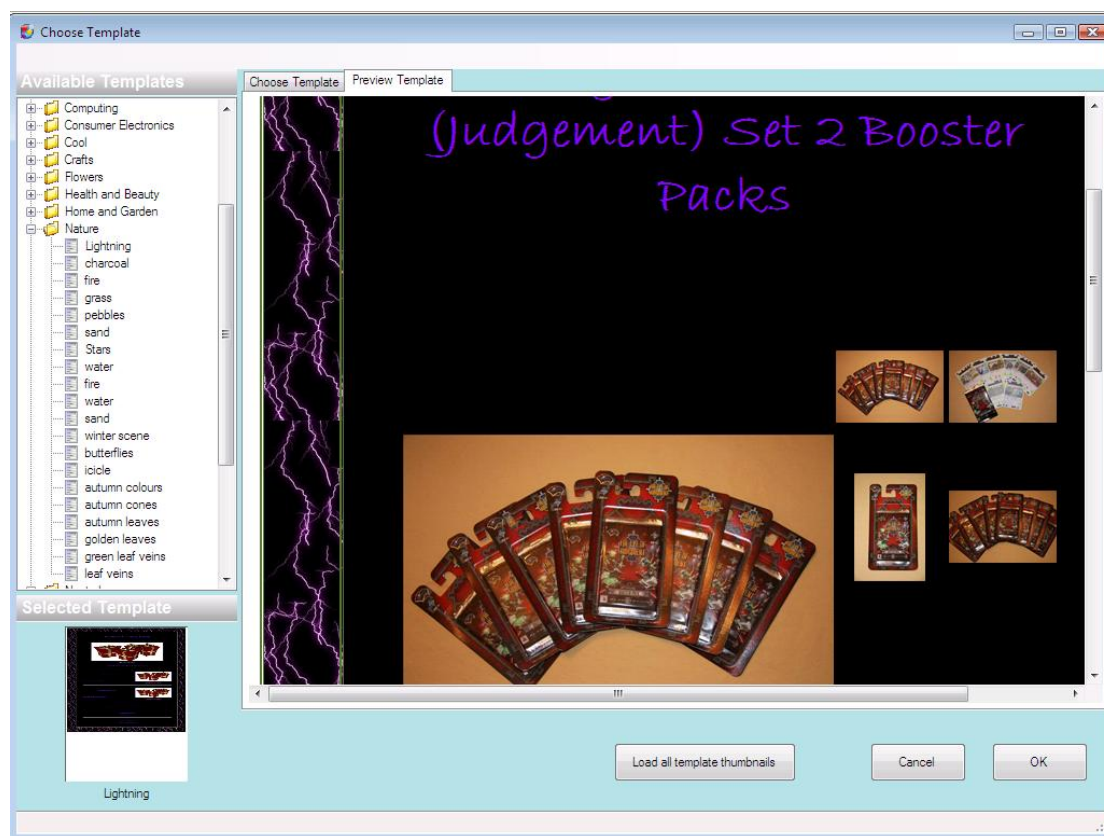 Choose Template
Available Templates
Computing
Consumer Electronics
Cool
Crafts
Flowers
Health and Beauty
Home and Garden
Nature
Lightning
charcoal
fire
grass
pebbles
sand
Stars
water
fire
water
sand
winter scene
butterflies
icicle
autumn colours
autumn cones
autumn leaves
golden leaves
green leaf veins
leaf veins
Selected Template
Lightning
Choose Template
Preview Template
(Judgement) Set 2 Booster
Packs
Load all template thumbnails
Cancel
OK